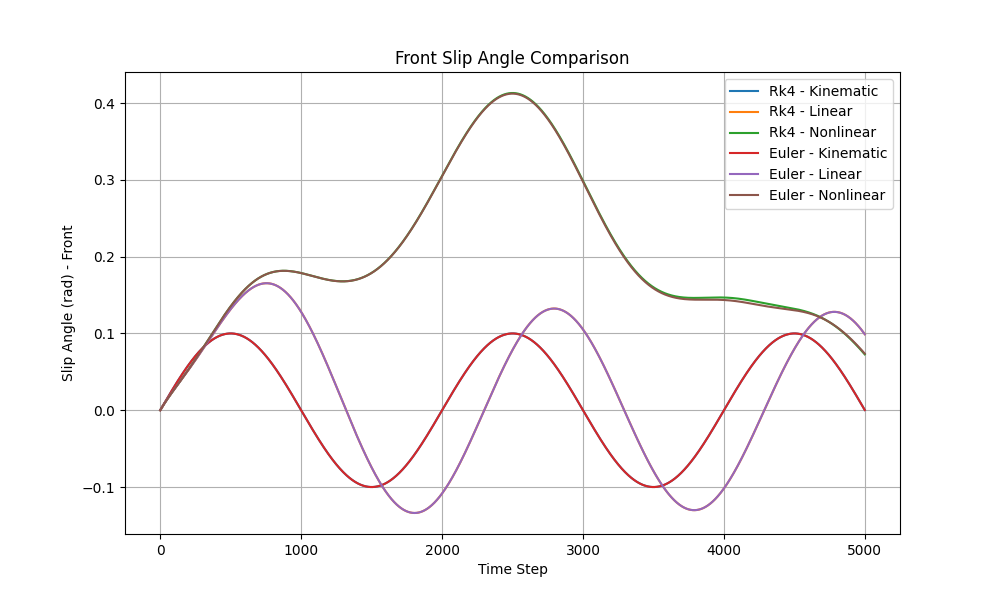 Front Slip Angle Comparison
Rk4 - Kinematic
Rk4 - Linear
Rk4 - Nonlinear
Euler - Kinematic
Euler - Linear
Euler - Nonlinear
Slip Angle (rad) - Front
0.4
0.3
0.2
0.1
0.0
−0.1
0 1000 2000 3000 4000 5000
Time Step